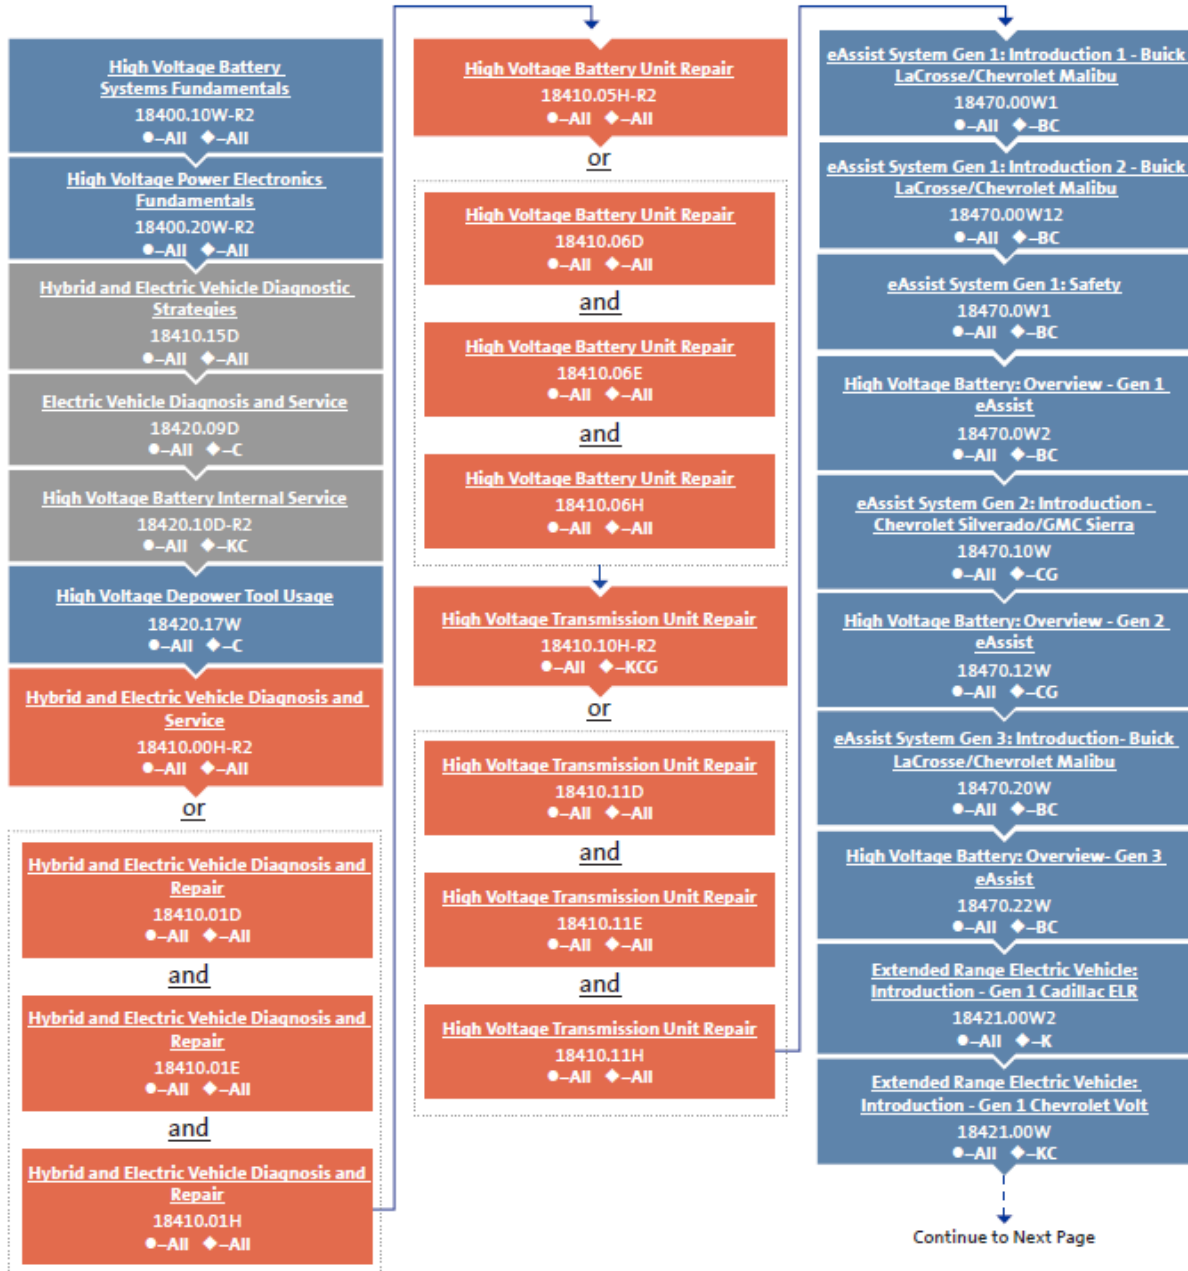 High Voltage Battery
Systems Fundamentals
18400.10W-R2
●–All ◆–All
High Voltage Power Electronics
Fundamentals
18400.20W-R2
●–All ◆–All
Hybrid and Electric Vehicle Diagnostic
Strategies
18410.15D
●–All ◆–All
Electric Vehicle Diagnosis and Service
18420.09D
●–All ◆–C
High Voltage Battery Internal Service
18420.10D-R2
●–All ◆–KC
High Voltage Depower Tool Usage
18420.17W
●–All ◆–C
Hybrid and Electric Vehicle Diagnosis and
Service
18410.00H-R2
●–All ◆–All
or
Hybrid and Electric Vehicle Diagnosis and
Repair
18410.01D
●–All ◆–All
and
Hybrid and Electric Vehicle Diagnosis and
Repair
18410.01E
●–All ◆–All
and
Hybrid and Electric Vehicle Diagnosis and
Repair
18410.01H
●–All ◆–All
High Voltage Battery Unit Repair
18410.05H-R2
●–All ◆–All
or
High Voltage Battery Unit Repair
18410.06D
●–All ◆–All
and
High Voltage Battery Unit Repair
18410.06E
●–All ◆–All
and
High Voltage Battery Unit Repair
18410.06H
●–All ◆–All
High Voltage Transmission Unit Repair
18410.10H-R2
●–All ◆–KCG
or
High Voltage Transmission Unit Repair
18410.11D
●–All ◆–All
and
High Voltage Transmission Unit Repair
18410.11E
●–All ◆–All
and
High Voltage Transmission Unit Repair
18410.11H
●–All ◆–All
eAssist System Gen 1: Introduction 1 - Buick
LaCrosse/Chevrolet Malibu
18470.00W1
●–All ◆–BC
eAssist System Gen 1: Introduction 2 - Buick
LaCrosse/Chevrolet Malibu
18470.00W12
●–All ◆–BC
eAssist System Gen 1: Safety
18470.0W1
●–All ◆–BC
High Voltage Battery: Overview - Gen 1
eAssist
18470.0W2
●–All ◆–BC
eAssist System Gen 2: Introduction -
Chevrolet Silverado/GMC Sierra
18470.10W
●–All ◆–CG
High Voltage Battery: Overview - Gen 2
eAssist
18470.12W
●–All ◆–CG
eAssist System Gen 3: Introduction- Buick
LaCrosse/Chevrolet Malibu
18470.20W
●–All ◆–BC
High Voltage Battery: Overview- Gen 3
eAssist
18470.22W
●–All ◆–BC
Extended Range Electric Vehicle:
Introduction - Gen 1 Cadillac ELR
18421.00W2
●–All ◆–K
Extended Range Electric Vehicle:
Introduction - Gen 1 Chevrolet Volt
18421.00W
●–All ◆–KC
Continue to Next Page